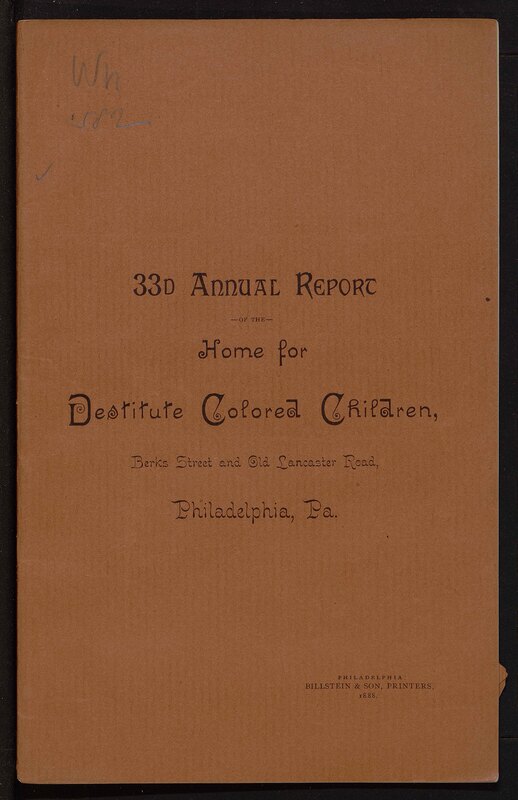 Wh
582
33D ANNUAL REPORT
—OF THE—
Home for
Destitute Colored Children,
Berks Street and Old Lancaster Road,
Philadelphia, Pa.
PHILADELPHIA
BILLSTEIN & SON, PRINTERS.
1888.